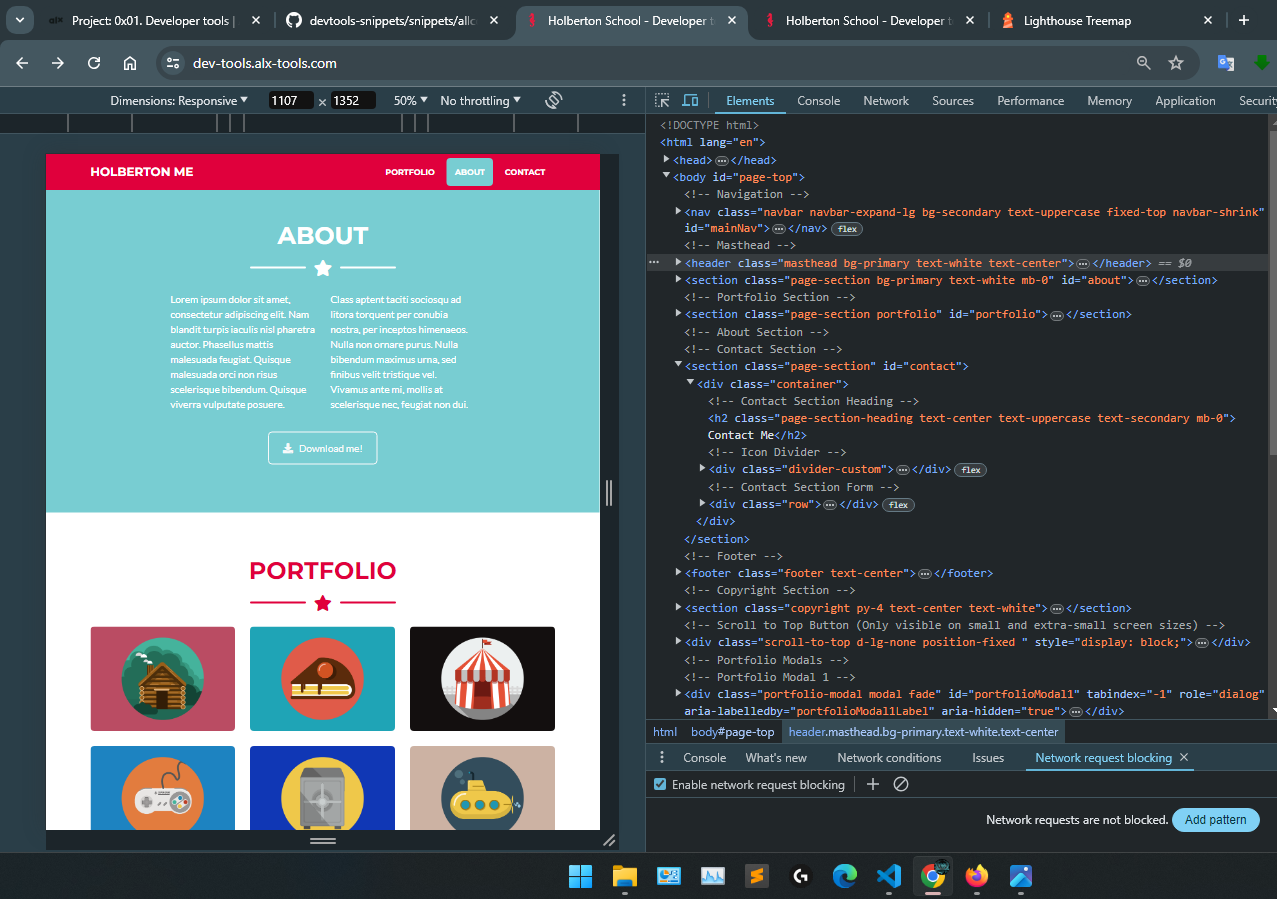 Project: 0x01. Developer tools |
devtools-snippets/snippets/allc
Holberton School - Developer t
Holberton School - Developer t
Lighthouse Treemap
dev-tools.alx-tools.com
Dimensions: Responsive 1107 × 1352 50% No throttling
Elements Console Network Sources Performance Memory Application Securit
HOLBERTON ME
PORTFOLIO ABOUT CONTACT
ABOUT
Lorem ipsum dolor sit amet,
consectetur adipiscing elit. Nam
blandit turpis iaculis nisl pharetra
auctor. Phasellus mattis
malesuada feugiat. Quisque
malesuada orci non risus
scelerisque bibendum. Quisque
viverra vulputate posuere.
Class aptent taciti sociosqu ad
litora torquent per conubia
nostra, per inceptos himenaeos.
Nulla non ornare purus. Nulla
bibendum maximus urna, sed
finibus velit tristique vel.
Vivamus ante mi, mollis at
scelerisque nec, feugiat non dui.
Download me!
PORTFOLIO
<!DOCTYPE html>
<html lang="en">
<head> … </head>
<body id="page-top">
<!-- Navigation -->
<nav class="navbar navbar-expand-lg bg-secondary text-uppercase fixed-top navbar-shrink"
id="mainNav"> … </nav> flex
<!-- Masthead -->
<header class="masthead bg-primary text-white text-center"> … </header> == $0
<section class="page-section bg-primary text-white mb-0" id="about"> … </section>
<!-- Portfolio Section -->
<section class="page-section portfolio" id="portfolio"> … </section>
<!-- About Section -->
<!-- Contact Section -->
<section class="page-section" id="contact">
<div class="container">
<!-- Contact Section Heading -->
<h2 class="page-section-heading text-center text-uppercase text-secondary mb-0">
Contact Me</h2>
<!-- Icon Divider -->
<div class="divider-custom"> … </div> flex
<!-- Contact Section Form -->
<div class="row"> … </div> flex
</div>
</section>
<!-- Footer -->
<footer class="footer text-center"> … </footer>
<!-- Copyright Section -->
<section class="copyright py-4 text-center text-white"> … </section>
<!-- Scroll to Top Button (Only visible on small and extra-small screen sizes) -->
<div class="scroll-to-top d-lg-none position-fixed " style="display: block;"> … </div>
<!-- Portfolio Modals -->
<!-- Portfolio Modal 1 -->
<div class="portfolio-modal modal fade" id="portfolioModal1" tabindex="-1" role="dialog"
aria-labelledby="portfolioModal1Label" aria-hidden="true"> … </div>
html body#page-top header.masthead.bg-primary.text-white.text-center
Console What's new Network conditions Issues Network request blocking
Enable network request blocking
Network requests are not blocked. Add pattern